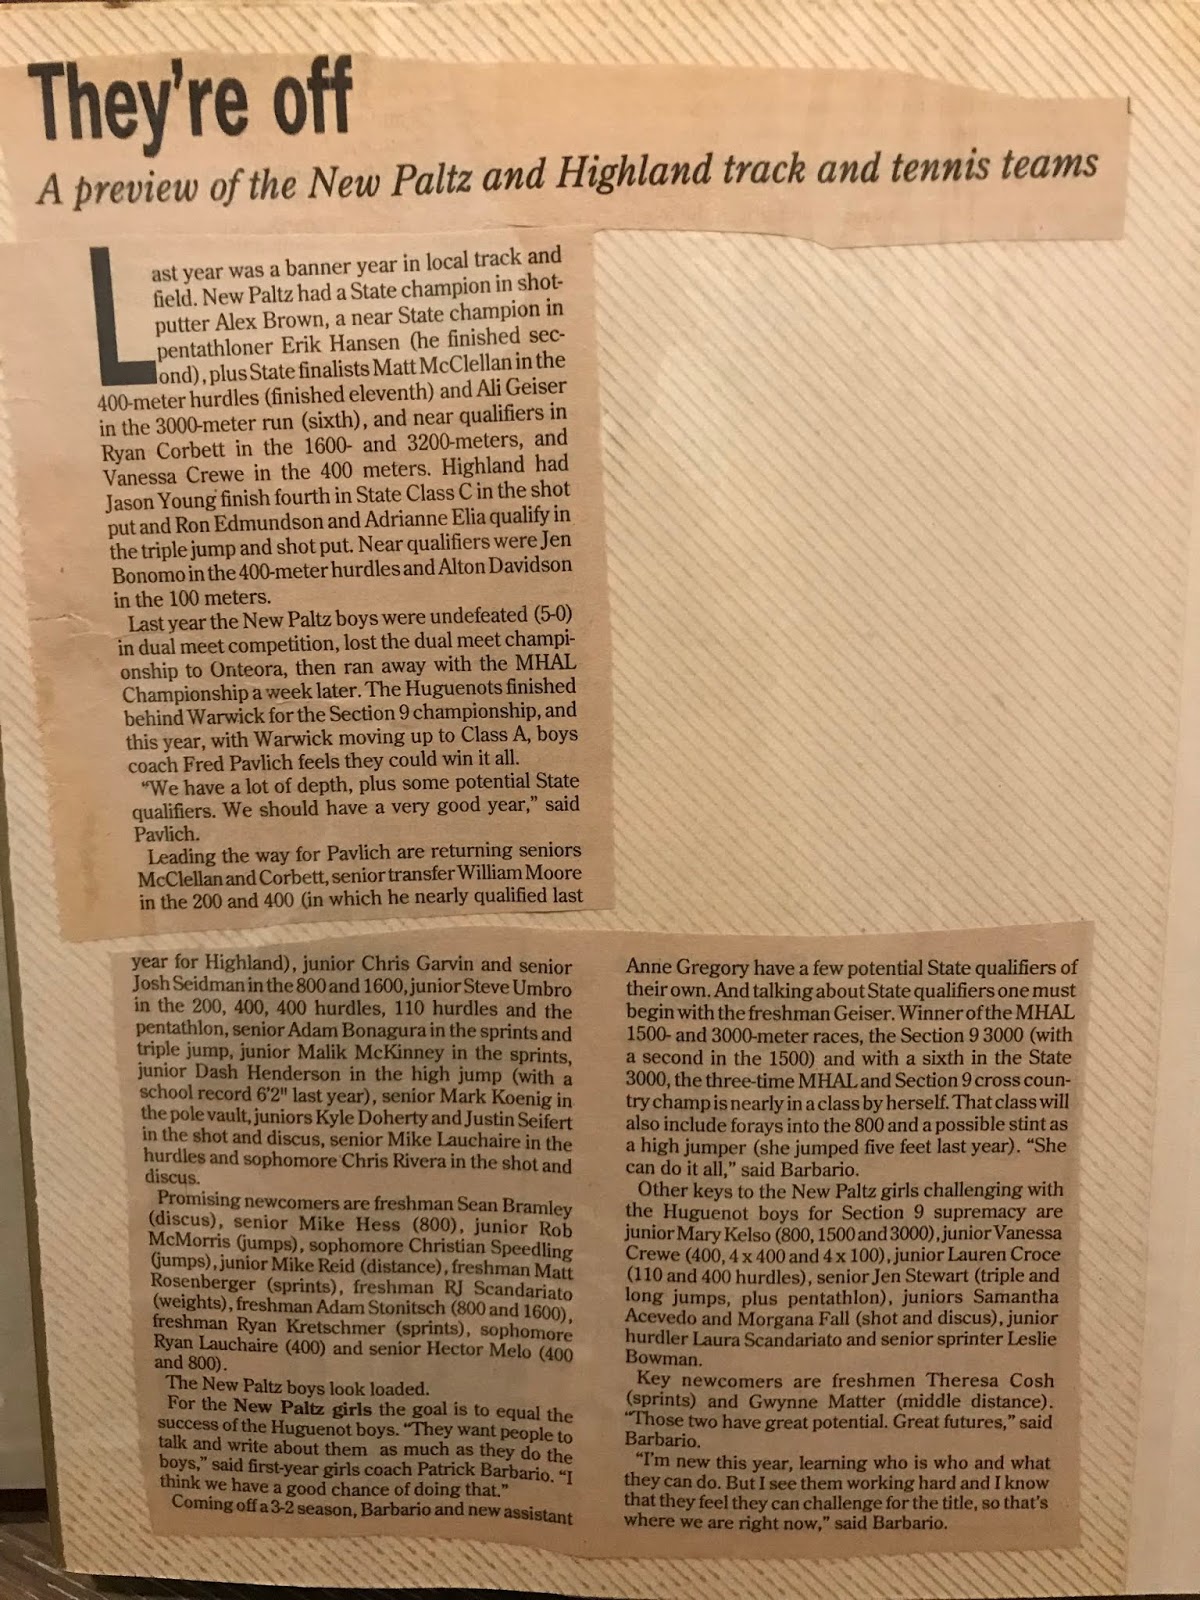 They're off
A preview of the New Paltz and Highland track and tennis teams
Last year was a banner year in local track and
field. New Paltz had a State champion in shot-
putter Alex Brown, a near State champion in
pentathloner Erik Hansen (he finished sec-
ond), plus State finalists Matt McClellan in the
400-meter hurdles (finished eleventh) and Ali Geiser
in the 3000-meter run (sixth), and near qualifiers in
Ryan Corbett in the 1600- and 3200-meters, and
Vanessa Crewe in the 400 meters. Highland had
Jason Young finish fourth in State Class C in the shot
put and Ron Edmundson and Adrianne Elia qualify in
the triple jump and shot put. Near qualifiers were Jen
Bonomo in the 400-meter hurdles and Alton Davidson
in the 100 meters.
Last year the New Paltz boys were undefeated (5-0)
in dual meet competition, lost the dual meet champi-
onship to Onteora, then ran away with the MHAL
Championship a week later. The Huguenots finished
behind Warwick for the Section 9 championship, and
this year, with Warwick moving up to Class A, boys
coach Fred Pavlich feels they could win it all.
"We have a lot of depth, plus some potential State
qualifiers. We should have a very good year," said
Pavlich.
Leading the way for Pavlich are returning seniors
McClellan and Corbett, senior transfer William Moore
in the 200 and 400 (in which he nearly qualified last
year for Highland), junior Chris Garvin and senior
Josh Seidman in the 800 and 1600, junior Steve Umbro
in the 200, 400, 400 hurdles, 110 hurdles and the
pentathlon, senior Adam Bonagura in the sprints and
triple jump, junior Malik McKinney in the sprints,
junior Dash Henderson in the high jump (with a
school record 6'2" last year), senior Mark Koenig in
the pole vault, juniors Kyle Doherty and Justin Seifert
in the shot and discus, senior Mike Lauchaire in the
hurdles and sophomore Chris Rivera in the shot and
discus.
Promising newcomers are freshman Sean Bramley
(discus), senior Mike Hess (800), junior Rob
McMorris (jumps), sophomore Christian Speedling
(jumps), junior Mike Reid (distance), freshman Matt
Rosenberger (sprints), freshman RJ Scandariato
(weights), freshman Adam Stonitsch (800 and 1600),
freshman Ryan Kretschmer (sprints), sophomore
Ryan Lauchaire (400) and senior Hector Melo (400
and 800).
The New Paltz boys look loaded.
For the New Paltz girls the goal is to equal the
success of the Huguenot boys. "They want people to
talk and write about them as much as they do the
boys," said first-year girls coach Patrick Barbario. "I
think we have a good chance of doing that."
Coming off a 3-2 season, Barbario and new assistant
Anne Gregory have a few potential State qualifiers of
their own. And talking about State qualifiers one must
begin with the freshman Geiser. Winner of the MHAL
1500- and 3000-meter races, the Section 9 3000 (with
a second in the 1500) and with a sixth in the State
3000, the three-time MHAL and Section 9 cross coun-
try champ is nearly in a class by herself. That class will
also include forays into the 800 and a possible stint as
a high jumper (she jumped five feet last year). "She
can do it all," said Barbario.
Other keys to the New Paltz girls challenging with
the Huguenot boys for Section 9 supremacy are
junior Mary Kelso (800, 1500 and 3000), junior Vanessa
Crewe (400, 4 x 400 and 4 x 100), junior Lauren Croce
(110 and 400 hurdles), senior Jen Stewart (triple and
long jumps, plus pentathlon), juniors Samantha
Acevedo and Morgana Fall (shot and discus), junior
hurdler Laura Scandariato and senior sprinter Leslie
Bowman.
Key newcomers are freshmen Theresa Cosh
(sprints) and Gwynne Matter (middle distance).
"Those two have great potential. Great futures," said
Barbario.
"I'm new this year, learning who is who and what
they can do. But I see them working hard and I know
that they feel they can challenge for the title, so that's
where we are right now," said Barbario.